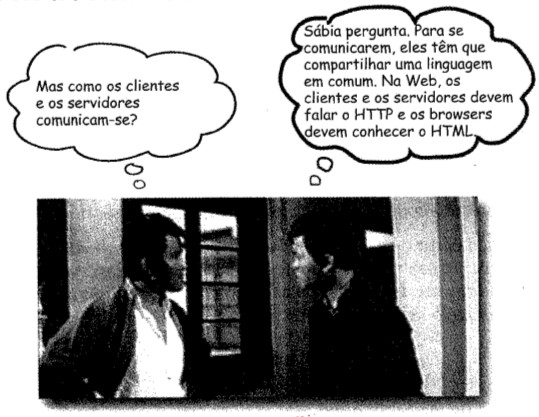 Mas como os clientes
e os servidores
comunicam-se?
Sábia pergunta. Para se
comunicarem, eles têm que
compartilhar uma linguagem
em comum. Na Web, os
clientes e os servidores devem
falar o HTTP e os browsers
devem conhecer o HTML.